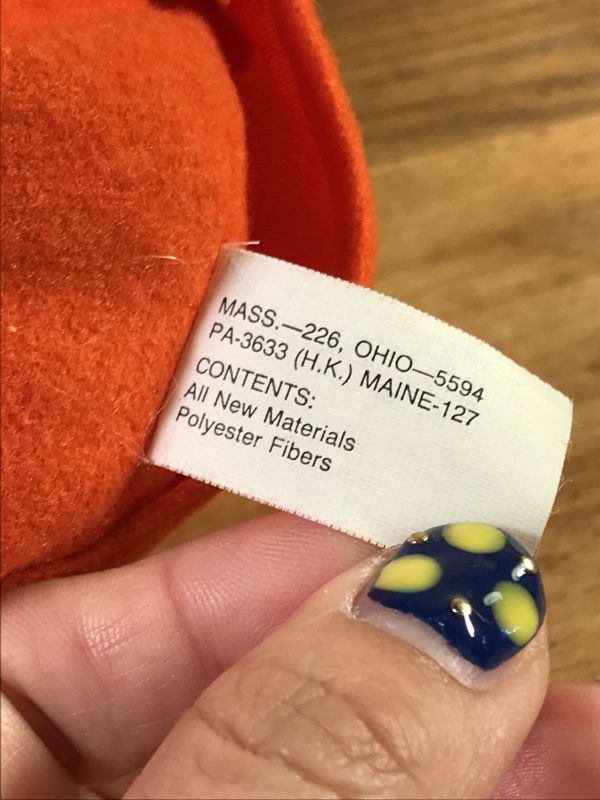 MASS.—226, OHIO—5594
PA-3633 (H.K.) MAINE-127
CONTENTS:
All New Materials
Polyester Fibers